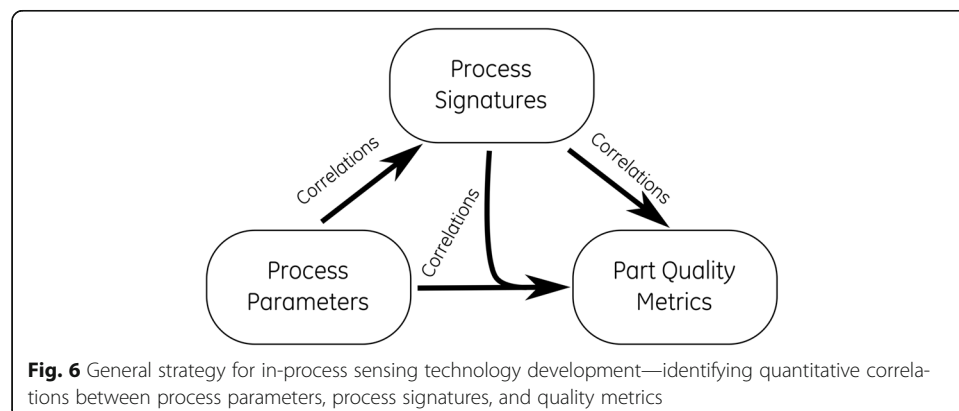 Process
Signatures
Correlations
Correlations
Correlations
Process
Parameters
Part Quality
Metrics
Fig. 6 General strategy for in-process sensing technology development—identifying quantitative correla-
tions between process parameters, process signatures, and quality metrics